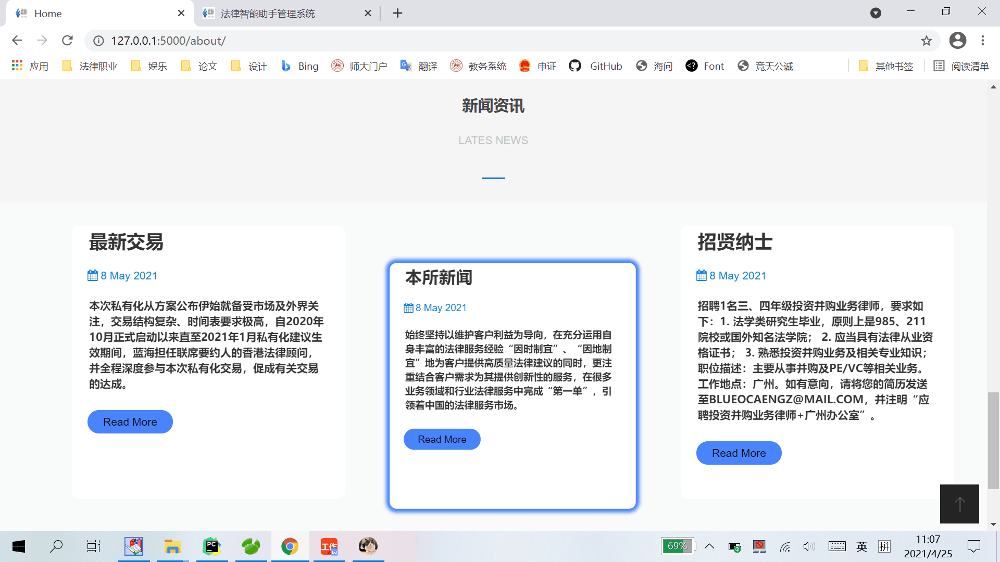 Home
法律智能助手管理系统
127.0.0.1:5000/about/
应用
法律职业
娱乐
论文
设计
Bing
师大门户
翻译
教务系统
申证
GitHub
海问
Font
竞天公诚
其他书签
阅读清单
新闻资讯
LATES NEWS
最新交易
8 May 2021
本次私有化从方案公布伊始就备受市场及外界关
注，交易结构复杂、时间表要求极高，自2020年
10月正式启动以来直至2021年1月私有化建议生
效期间，蓝海担任联席要约人的香港法律顾问，
并全程深度参与本次私有化交易，促成有关交易
的达成。
Read More
本所新闻
8 May 2021
始终坚持以维护客户利益为导向，在充分运用自
身丰富的法律服务经验“因时制宜”、“因地制
宜”地为客户提供高质量法律建议的同时，更注
重结合客户需求为其提供创新性的服务，在很多
业务领域和行业法律服务中完成“第一单”，引
领着中国的法律服务市场。
Read More
招贤纳士
8 May 2021
招聘1名三、四年级投资并购业务律师，要求如
下：1. 法学类研究生毕业，原则上是985、211
院校或国外知名法学院； 2. 应当具有法律从业资
格证书； 3. 熟悉投资并购业务及相关专业知识；
职位描述：主要从事并购及PE/VC等相关业务。
工作地点：广州。如有意向，请将您的简历发送
至BLUEOCAENGZ@MAIL.COM，并注明“应
聘投资并购业务律师+广州办公室”。
Read More
PC
工作
69%
英
拼
11:07
2021/4/25